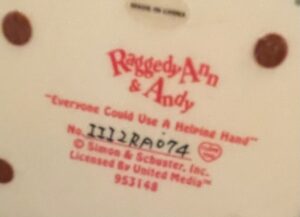 MADE IN CHINA
Raggedy Ann
& Andy
"Everyone Could Use A Helping Hand"
No. III2RA074
© Simon & Schuster, Inc.
Licensed By United Media™
953148